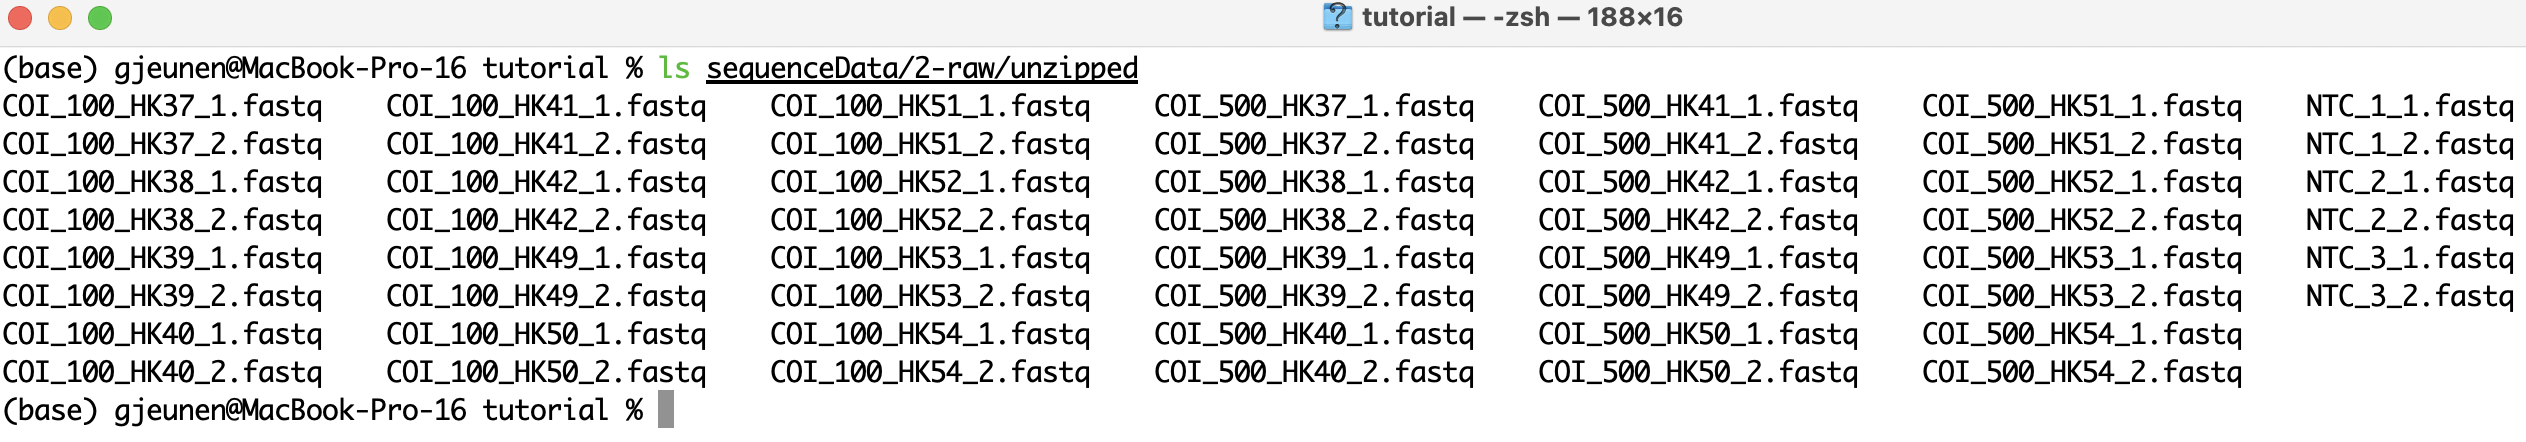 tutorial — -zsh — 188×16
(base) gjeunen@MacBook-Pro-16 tutorial % ls sequenceData/2-raw/unzipped
COI_100_HK37_1.fastq    COI_100_HK41_1.fastq    COI_100_HK51_1.fastq    COI_500_HK37_1.fastq    COI_500_HK41_1.fastq    COI_500_HK51_1.fastq    NTC_1_1.fastq
COI_100_HK37_2.fastq    COI_100_HK41_2.fastq    COI_100_HK51_2.fastq    COI_500_HK37_2.fastq    COI_500_HK41_2.fastq    COI_500_HK51_2.fastq    NTC_1_2.fastq
COI_100_HK38_1.fastq    COI_100_HK42_1.fastq    COI_100_HK52_1.fastq    COI_500_HK38_1.fastq    COI_500_HK42_1.fastq    COI_500_HK52_1.fastq    NTC_2_1.fastq
COI_100_HK38_2.fastq    COI_100_HK42_2.fastq    COI_100_HK52_2.fastq    COI_500_HK38_2.fastq    COI_500_HK42_2.fastq    COI_500_HK52_2.fastq    NTC_2_2.fastq
COI_100_HK39_1.fastq    COI_100_HK49_1.fastq    COI_100_HK53_1.fastq    COI_500_HK39_1.fastq    COI_500_HK49_1.fastq    COI_500_HK53_1.fastq    NTC_3_1.fastq
COI_100_HK39_2.fastq    COI_100_HK49_2.fastq    COI_100_HK53_2.fastq    COI_500_HK39_2.fastq    COI_500_HK49_2.fastq    COI_500_HK53_2.fastq    NTC_3_2.fastq
COI_100_HK40_1.fastq    COI_100_HK50_1.fastq    COI_100_HK54_1.fastq    COI_500_HK40_1.fastq    COI_500_HK50_1.fastq    COI_500_HK54_1.fastq
COI_100_HK40_2.fastq    COI_100_HK50_2.fastq    COI_100_HK54_2.fastq    COI_500_HK40_2.fastq    COI_500_HK50_2.fastq    COI_500_HK54_2.fastq
(base) gjeunen@MacBook-Pro-16 tutorial %